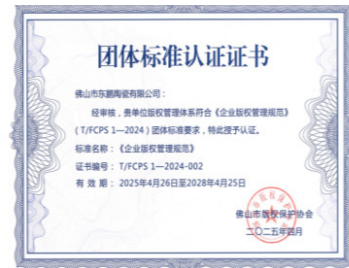 团体标准认证证书
佛山市东鹏陶瓷有限公司：
经审核，贵单位版权管理体系符合《企业版权管理规范》
（T/FCPS 1—2024）团体标准要求，特此授予认证。
标准名称：《企业版权管理规范》
证书编号： T/FCPS 1—2024-002
有 效 期： 2025年4月26日至2028年4月25日
佛山市版权保护协会
二〇二五年四月